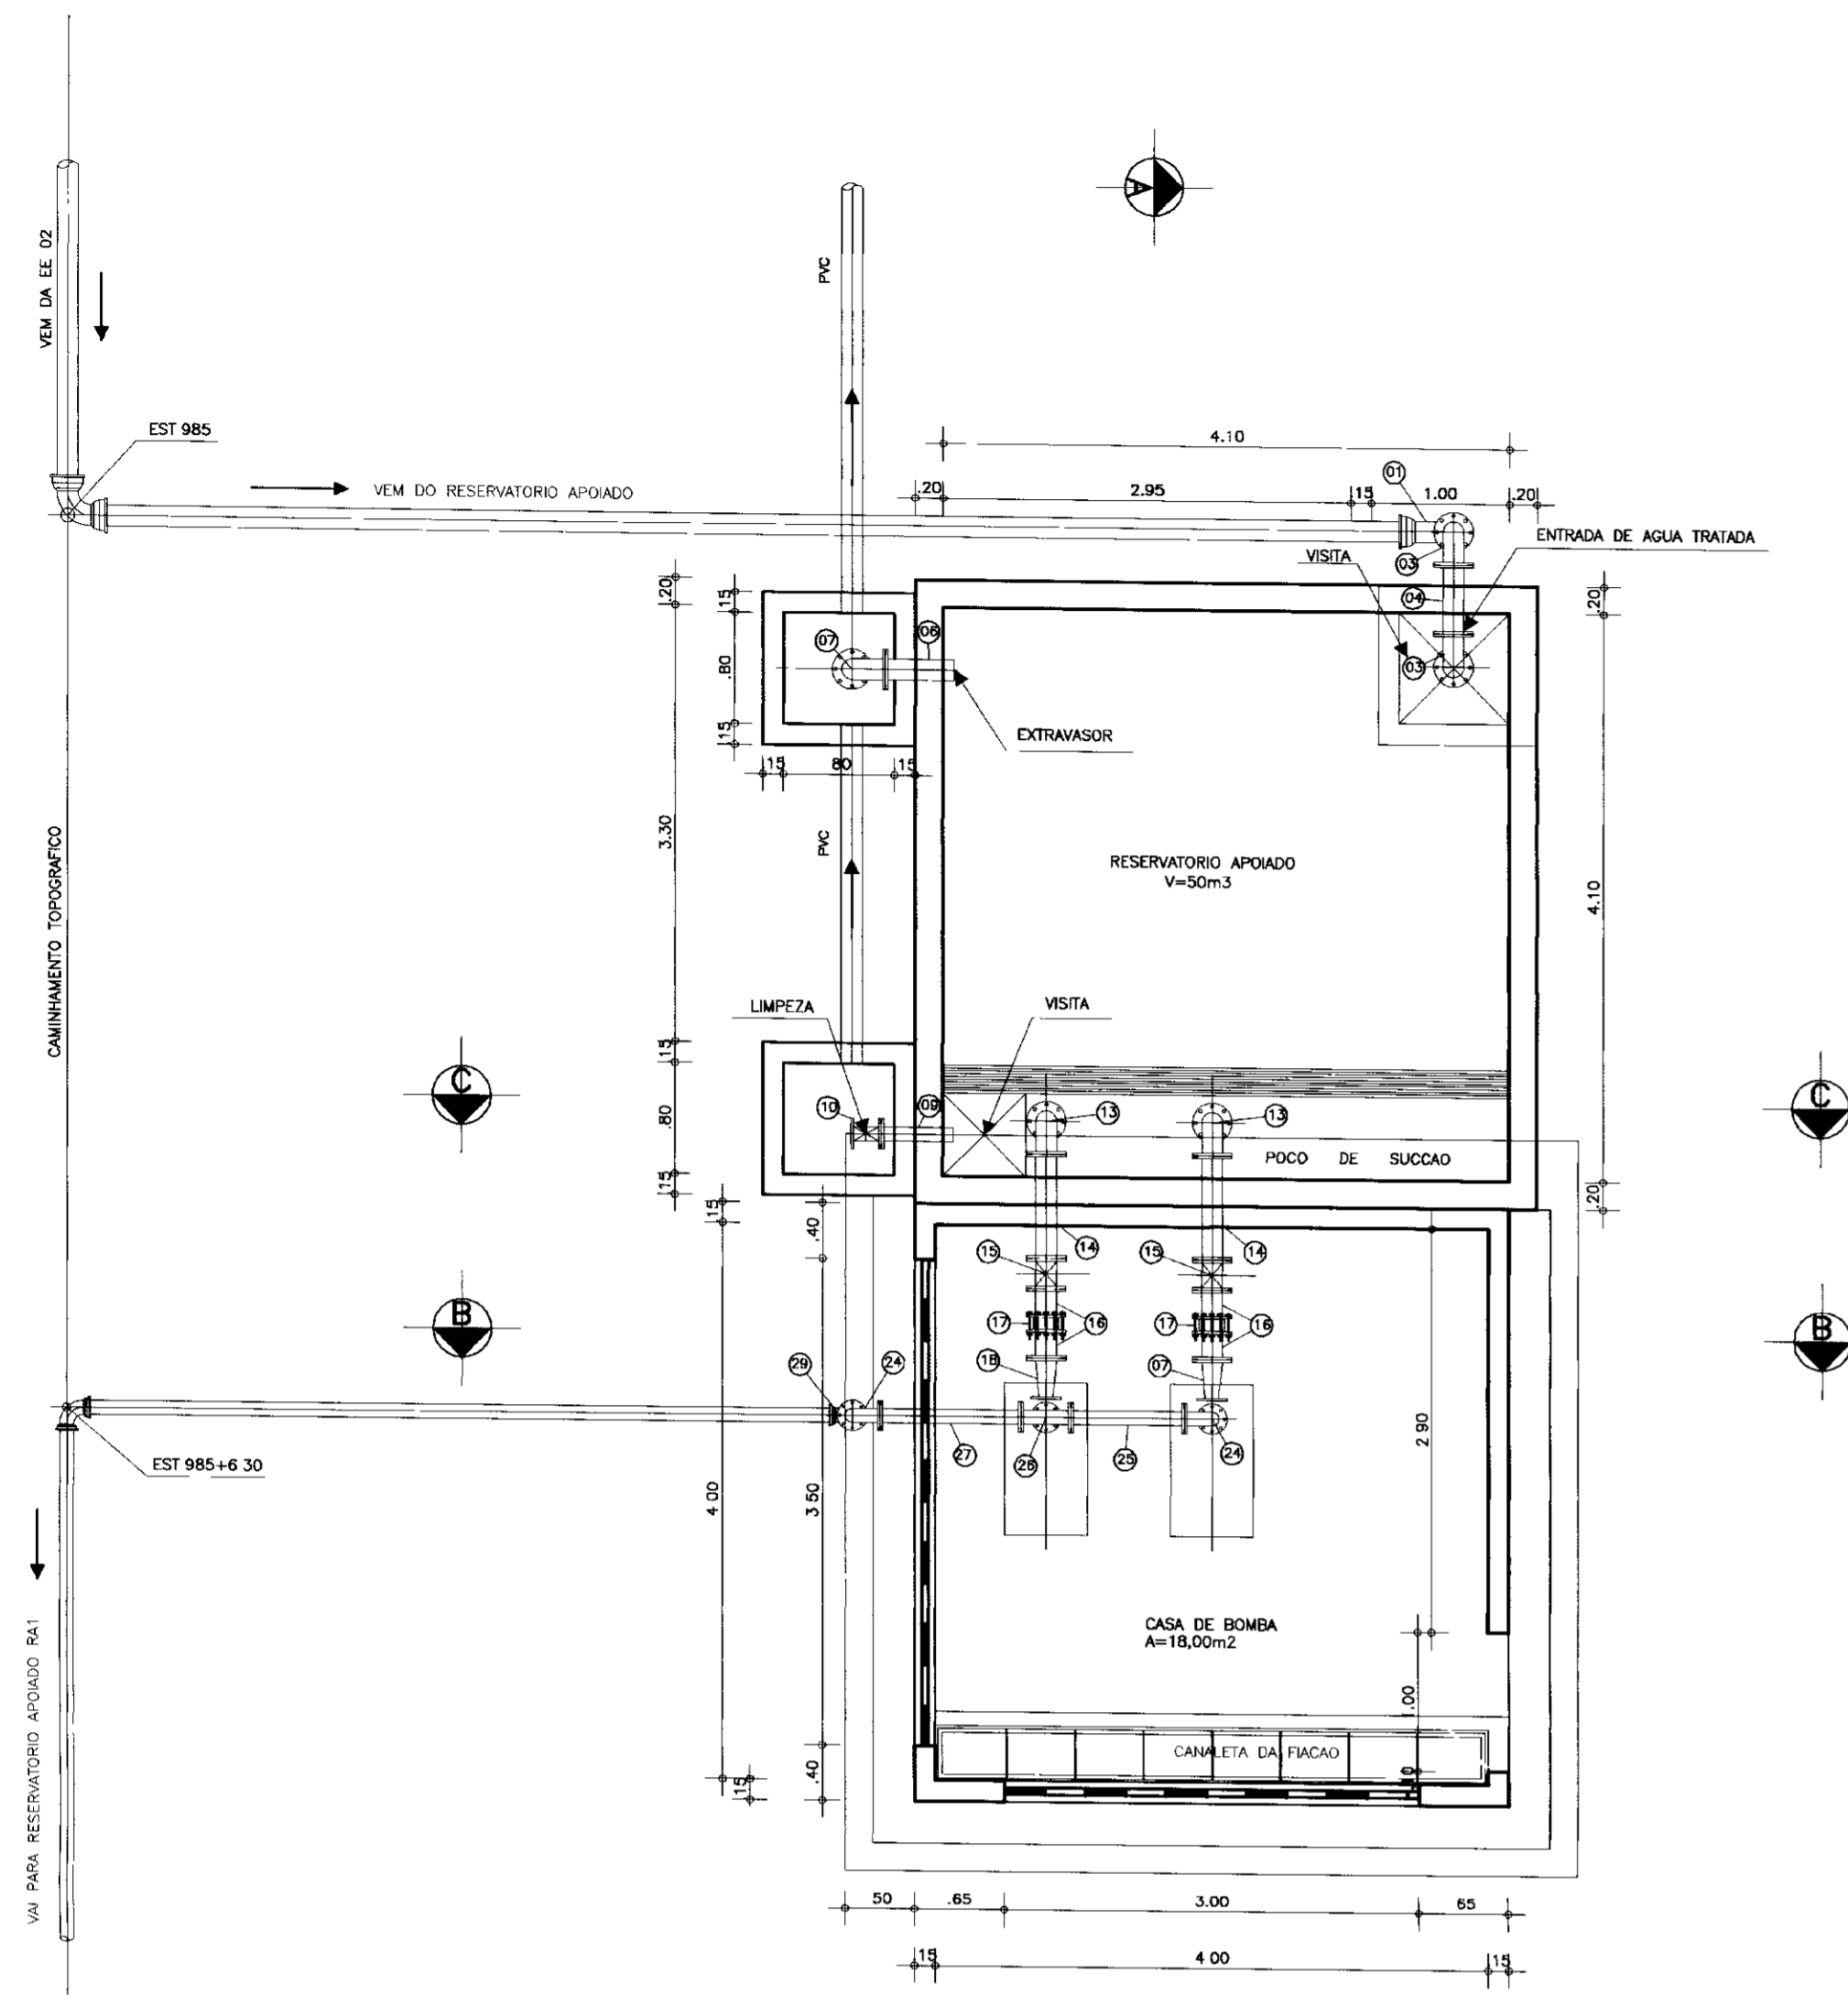 A
VEM DA EE 02
PVC
EST 985
4.10
VEM DO RESERVATORIO APOIADO
.20
2.95
.15
01
1.00
.20
ENTRADA DE AGUA TRATADA
VISITA
03
04
.20
.15
.20
07
06
.80
03
EXTRAVASOR
.15
.15
80
15
3.30
PVC
CAMINHAMENTO TOPOGRAFICO
RESERVATORIO APOIADO
V=50m3
4.10
LIMPEZA
VISITA
C
C
.15
10
09
13
13
.80
POCO DE SUCCAO
.15
.20
.15
.40
14
14
15
15
B
B
17
16
17
16
29
24
18
07
2 90
EST 985+6 30
27
26
25
24
4 00
3 50
VAI PARA RESERVATORIO APOIADO RA1
CASA DE BOMBA
A=18,00m2
1.00
CANALETA DA FIACAO
.40
.15
50
.65
3.00
65
.15
4 00
15